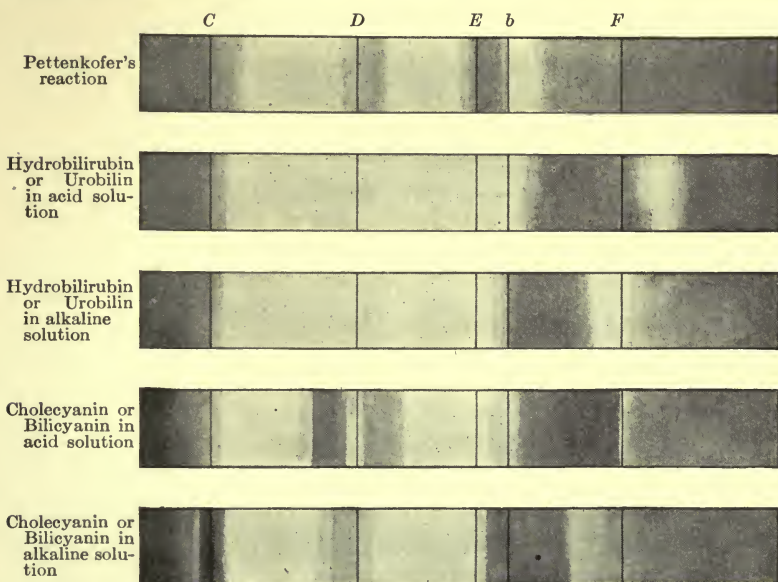 C D E b F
Pettenkofer's
reaction
Hydrobilirubin
or Urobilin
in acid solu-
tion
Hydrobilirubin
or Urobilin
in alkaline
solution
Cholecyanin or
Bilicyanin in
acid solution
Cholecyanin or
Bilicyanin in
alkaline solu-
tion